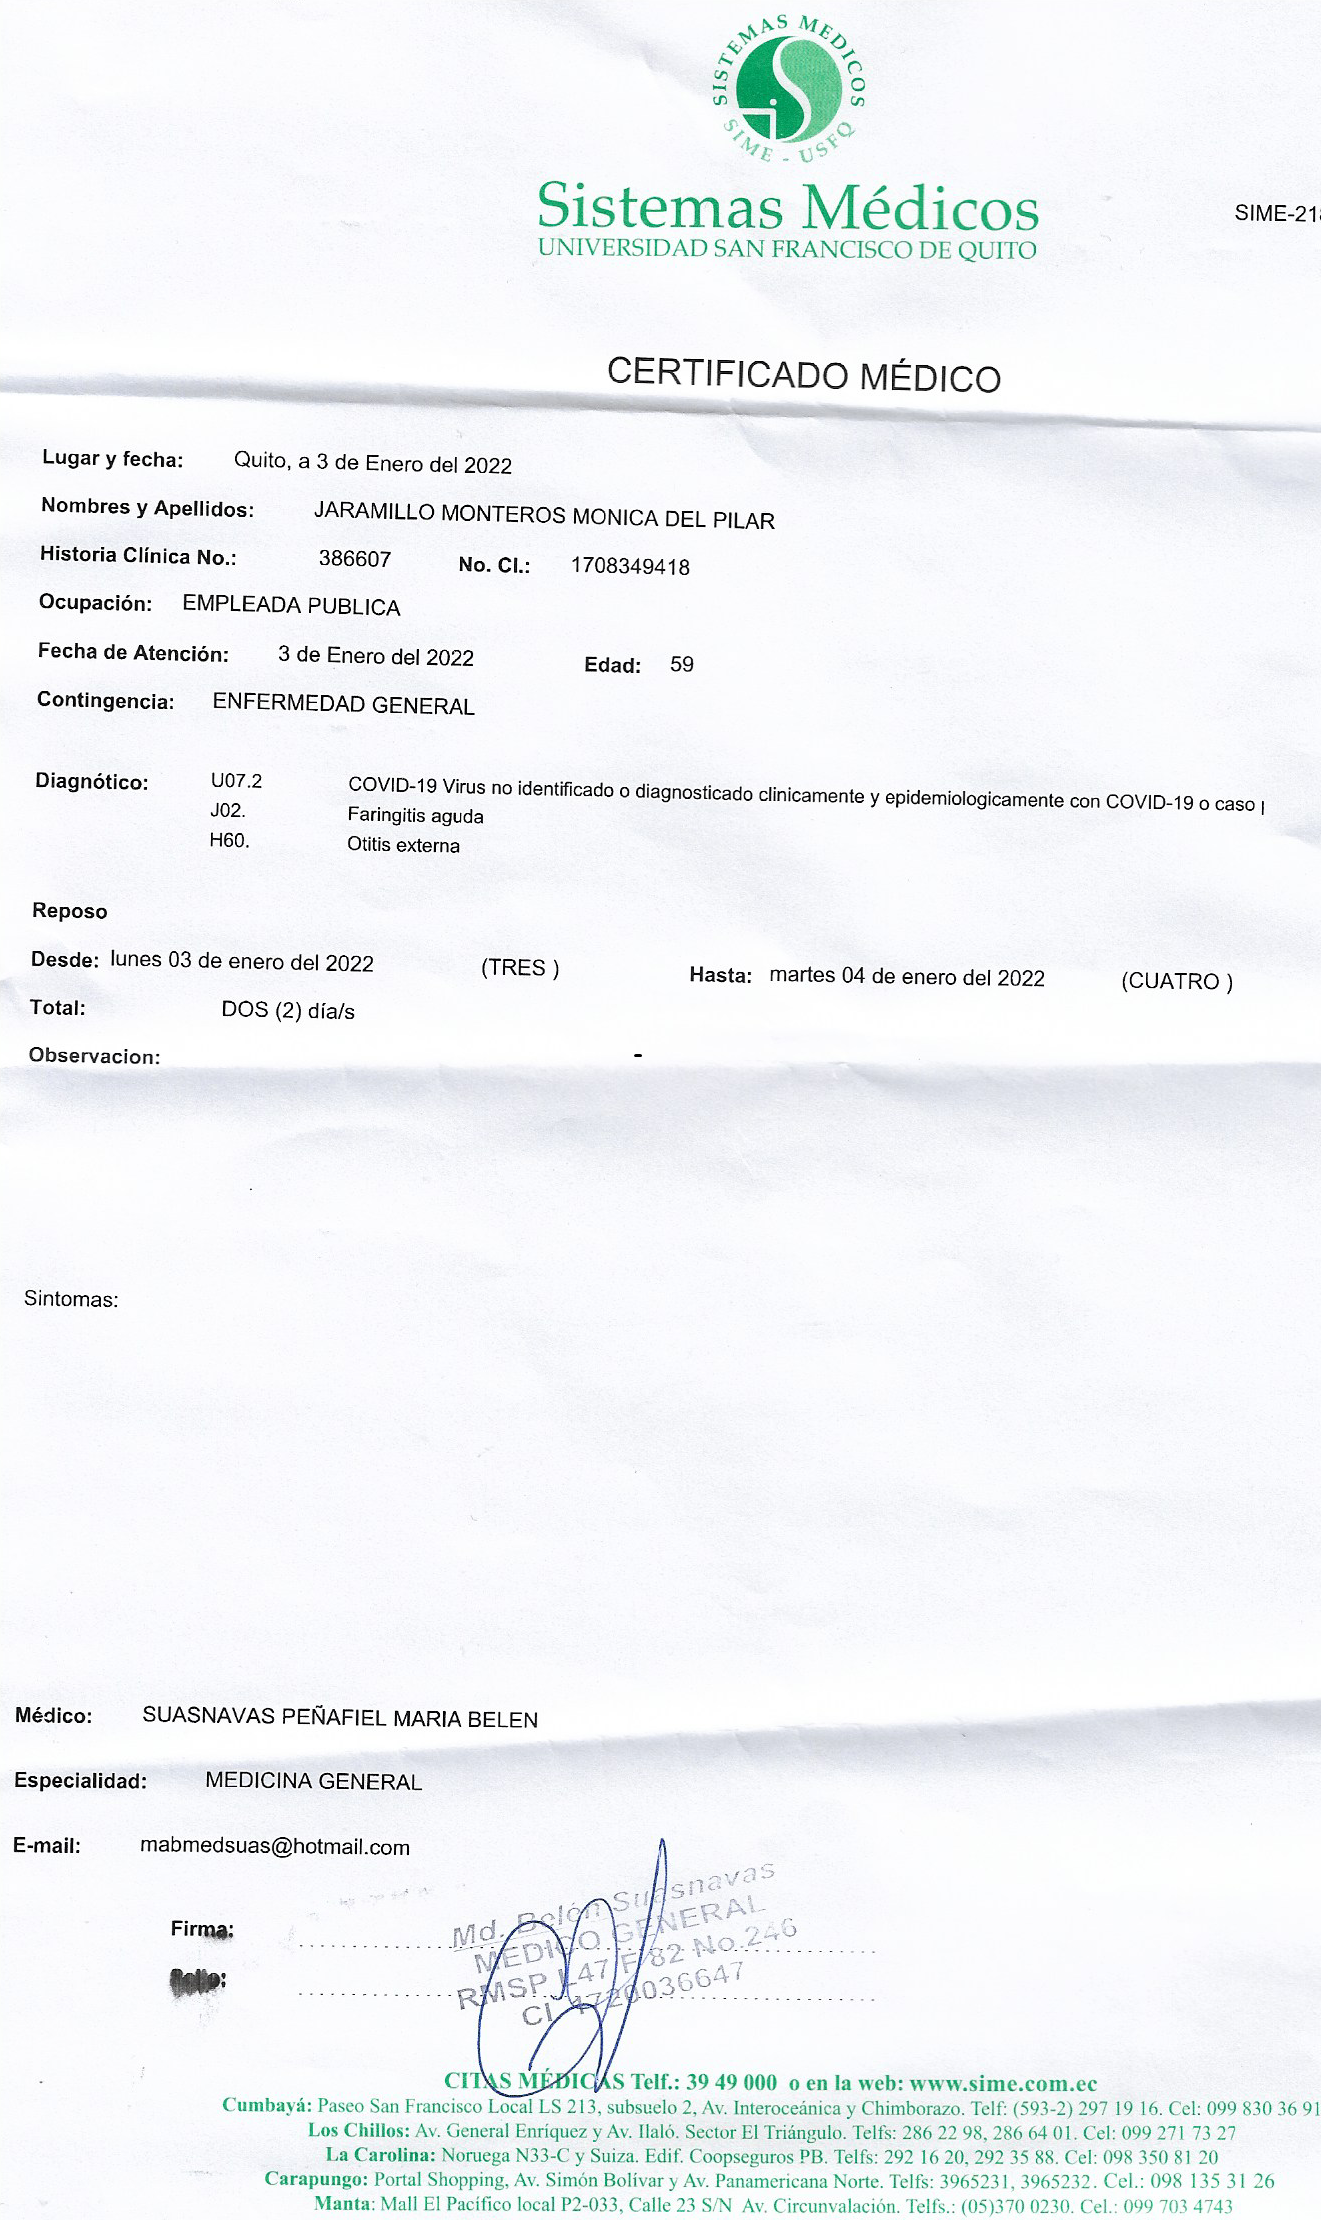 SISTEMAS MEDICOS
SIME - USFQ
Sistemas Médicos
UNIVERSIDAD SAN FRANCISCO DE QUITO
SIME-218
CERTIFICADO MÉDICO
Lugar y fecha: Quito, a 3 de Enero del 2022
Nombres y Apellidos: JARAMILLO MONTEROS MONICA DEL PILAR
Historia Clínica No.: 386607 No. CI.: 1708349418
Ocupación: EMPLEADA PUBLICA
Fecha de Atención: 3 de Enero del 2022 Edad: 59
Contingencia: ENFERMEDAD GENERAL
Diagnótico: U07.2 COVID-19 Virus no identificado o diagnosticado clinicamente y epidemiologicamente con COVID-19 o caso
J02. Faringitis aguda
H60. Otitis externa
Reposo
Desde: lunes 03 de enero del 2022 (TRES ) Hasta: martes 04 de enero del 2022 (CUATRO )
Total: DOS (2) día/s
Observacion: -
Sintomas:
Médico: SUASNAVAS PEÑAFIEL MARIA BELEN
Especialidad: MEDICINA GENERAL
E-mail: mabmedsuas@hotmail.com
Md. Belén Suasnavas
Firma: MEDICO GENERAL
RMSP L47 F 82 No.246
Sello: CI. 1720036647
CITAS MÉDICAS Telf.: 39 49 000 o en la web: www.sime.com.ec
Cumbayá: Paseo San Francisco Local LS 213, subsuelo 2, Av. Interoceánica y Chimborazo. Telf: (593-2) 297 19 16. Cel: 099 830 36 91
Los Chillos: Av. General Enríquez y Av. Ilaló. Sector El Triángulo. Telfs: 286 22 98, 286 64 01. Cel: 099 271 73 27
La Carolina: Noruega N33-C y Suiza. Edif. Coopseguros PB. Telfs: 292 16 20, 292 35 88. Cel: 098 350 81 20
Carapungo: Portal Shopping, Av. Simón Bolívar y Av. Panamericana Norte. Telfs: 3965231, 3965232. Cel.: 098 135 31 26
Manta: Mall El Pacífico local P2-033, Calle 23 S/N Av. Circunvalación. Telfs.: (05)370 0230. Cel.: 099 703 4743